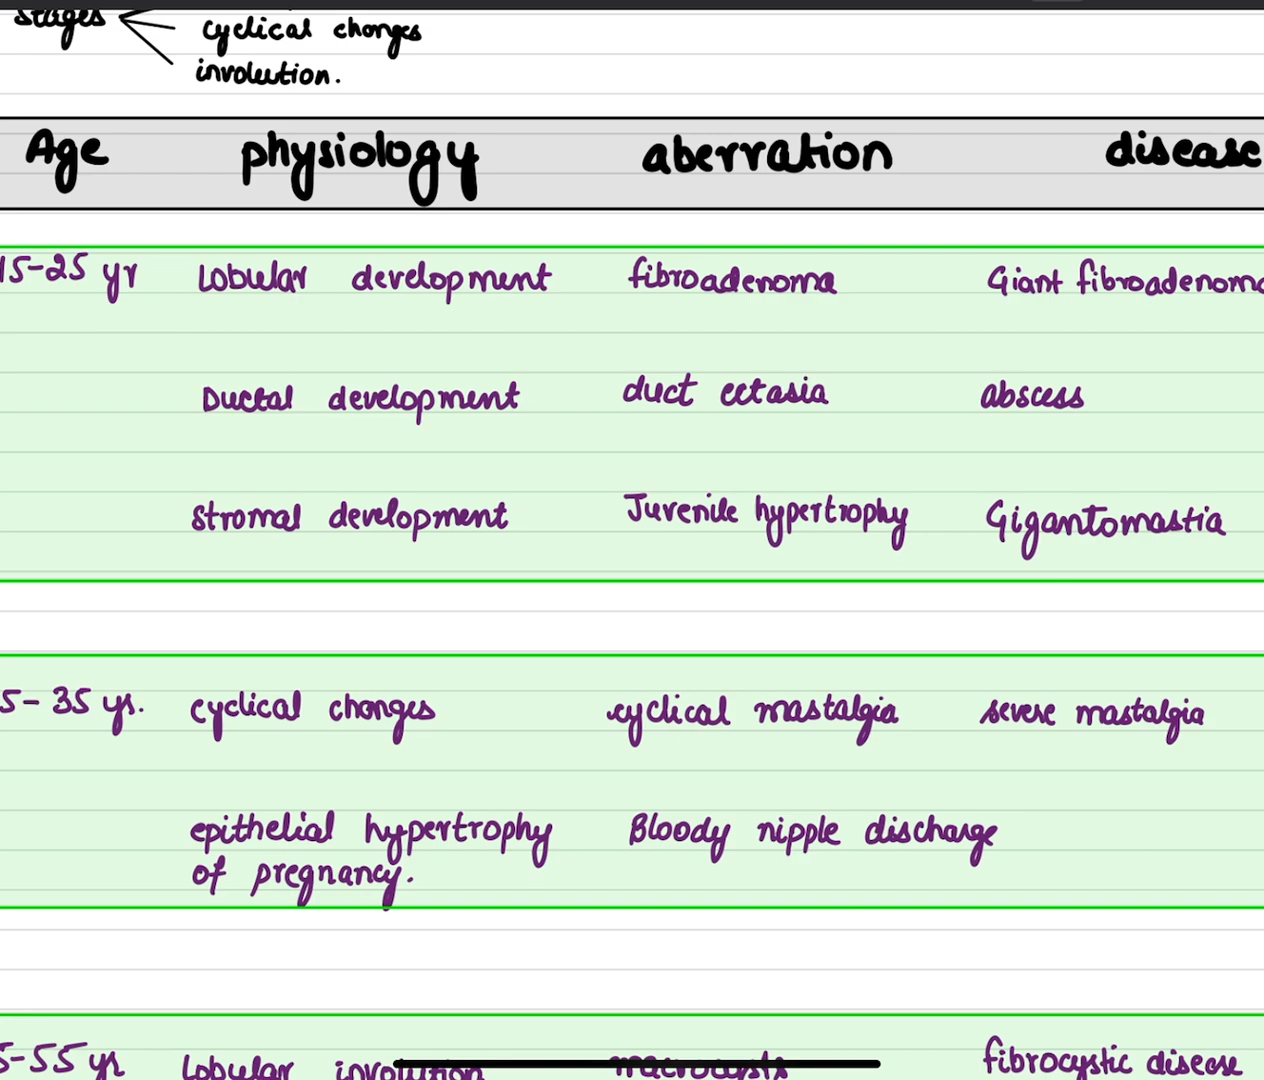 stages
cyclical changes
involution.
Age physiology aberration disease
15-25 yr Lobular development fibroadenoma Giant fibroadenoma
Ductal development duct ectasia abscess
stromal development Juvenile hypertrophy Gigantomastia
5-35 yr. cyclical changes cyclical mastalgia severe mastalgia
epithelial hypertrophy Bloody nipple discharge
of pregnancy.
5-55 yr Lobular involution macrocysts fibrocystic disease